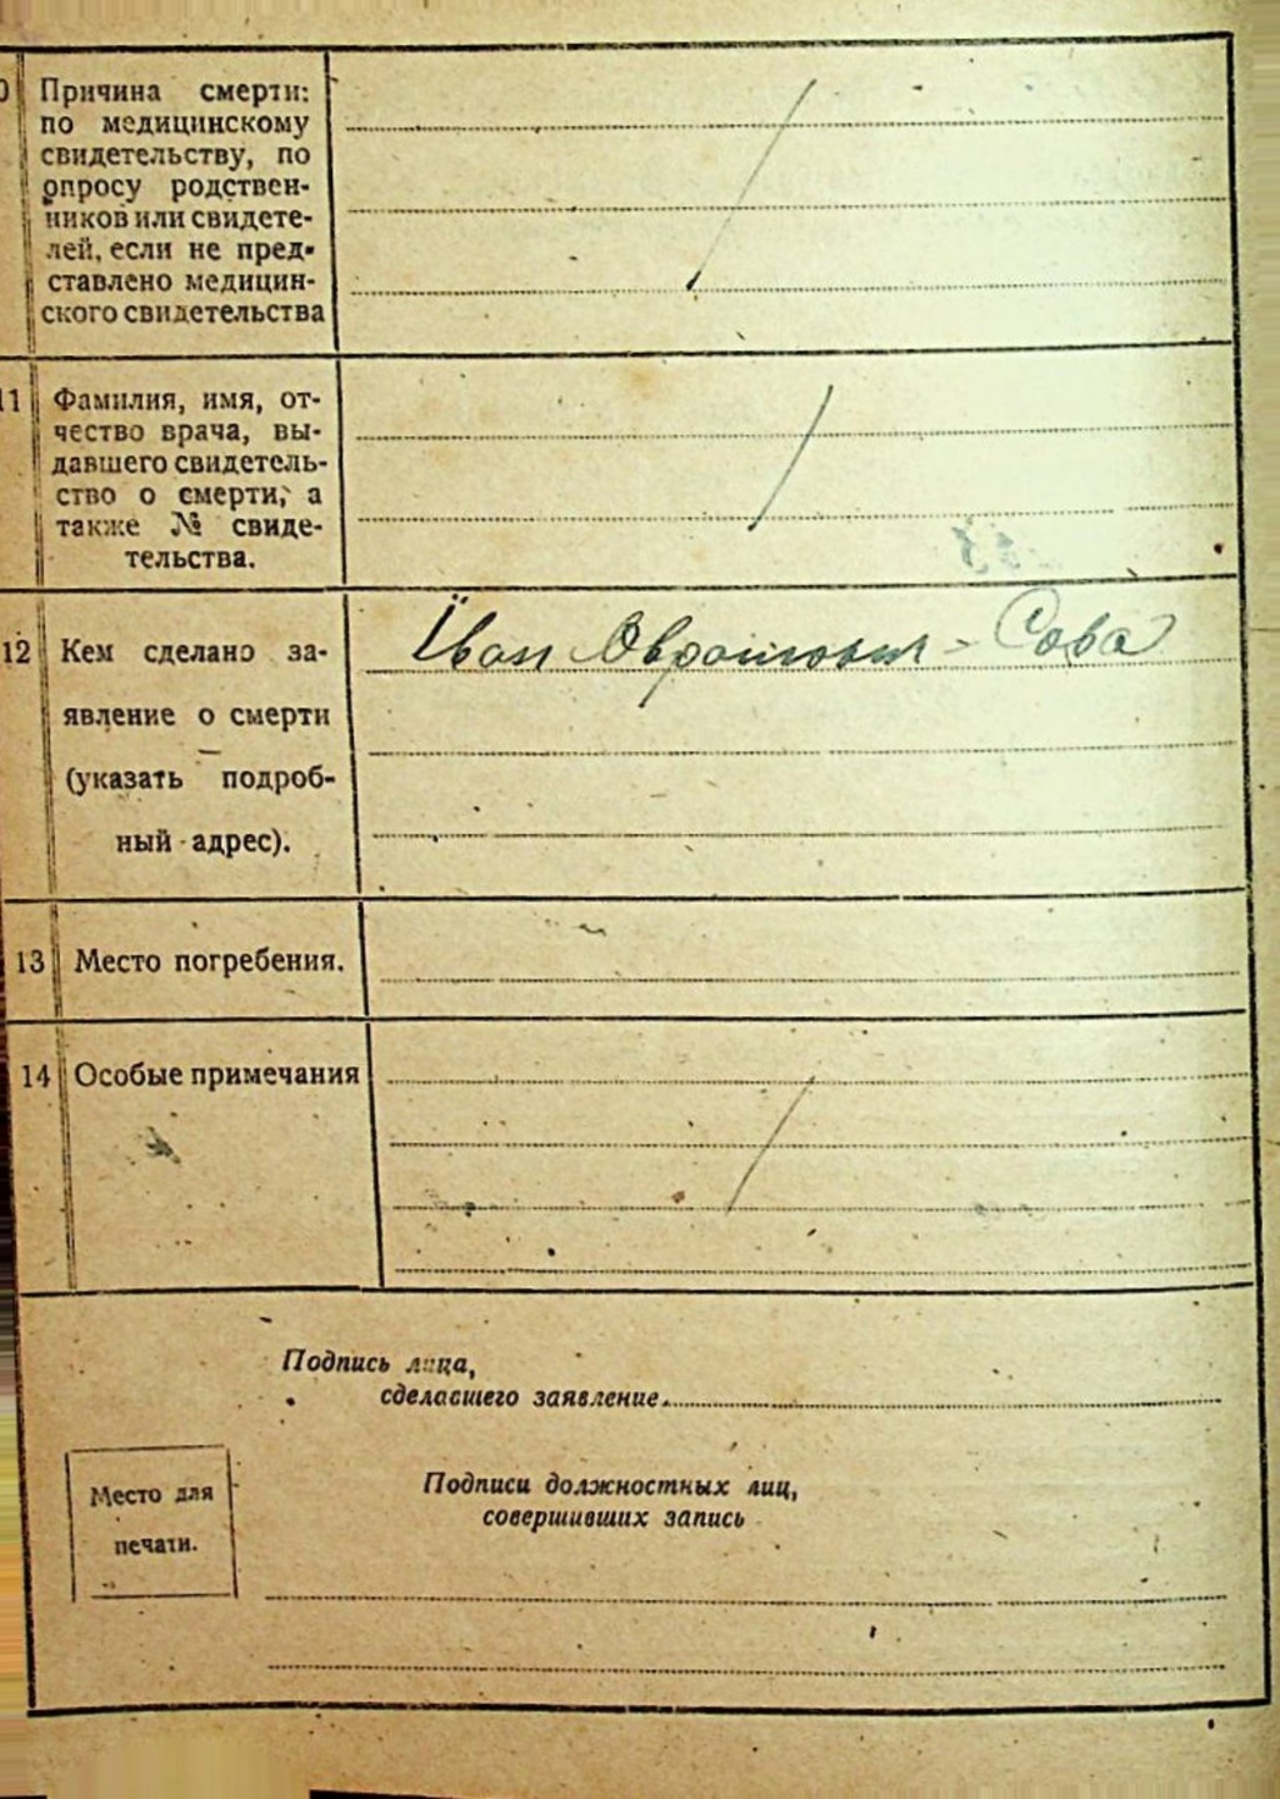 Причина смерти:
по медицинскому
свидетельству, по
опросу родствен-
ников или свидете-
лей, если не пред-
ставлено медицин-
ского свидетельства
11 Фамилия, имя, от-
чество врача, вы-
давшего свидетель-
ство о смерти, а
также № свиде-
тельства.
12 Кем сделано за-
явление о смерти
(указать подроб-
ный адрес).
Їван Сова
13 Место погребения.
14 Особые примечания
Подпись лица,
сделавшего заявление
Место для
печати.
Подписи должностных лиц,
совершивших запись